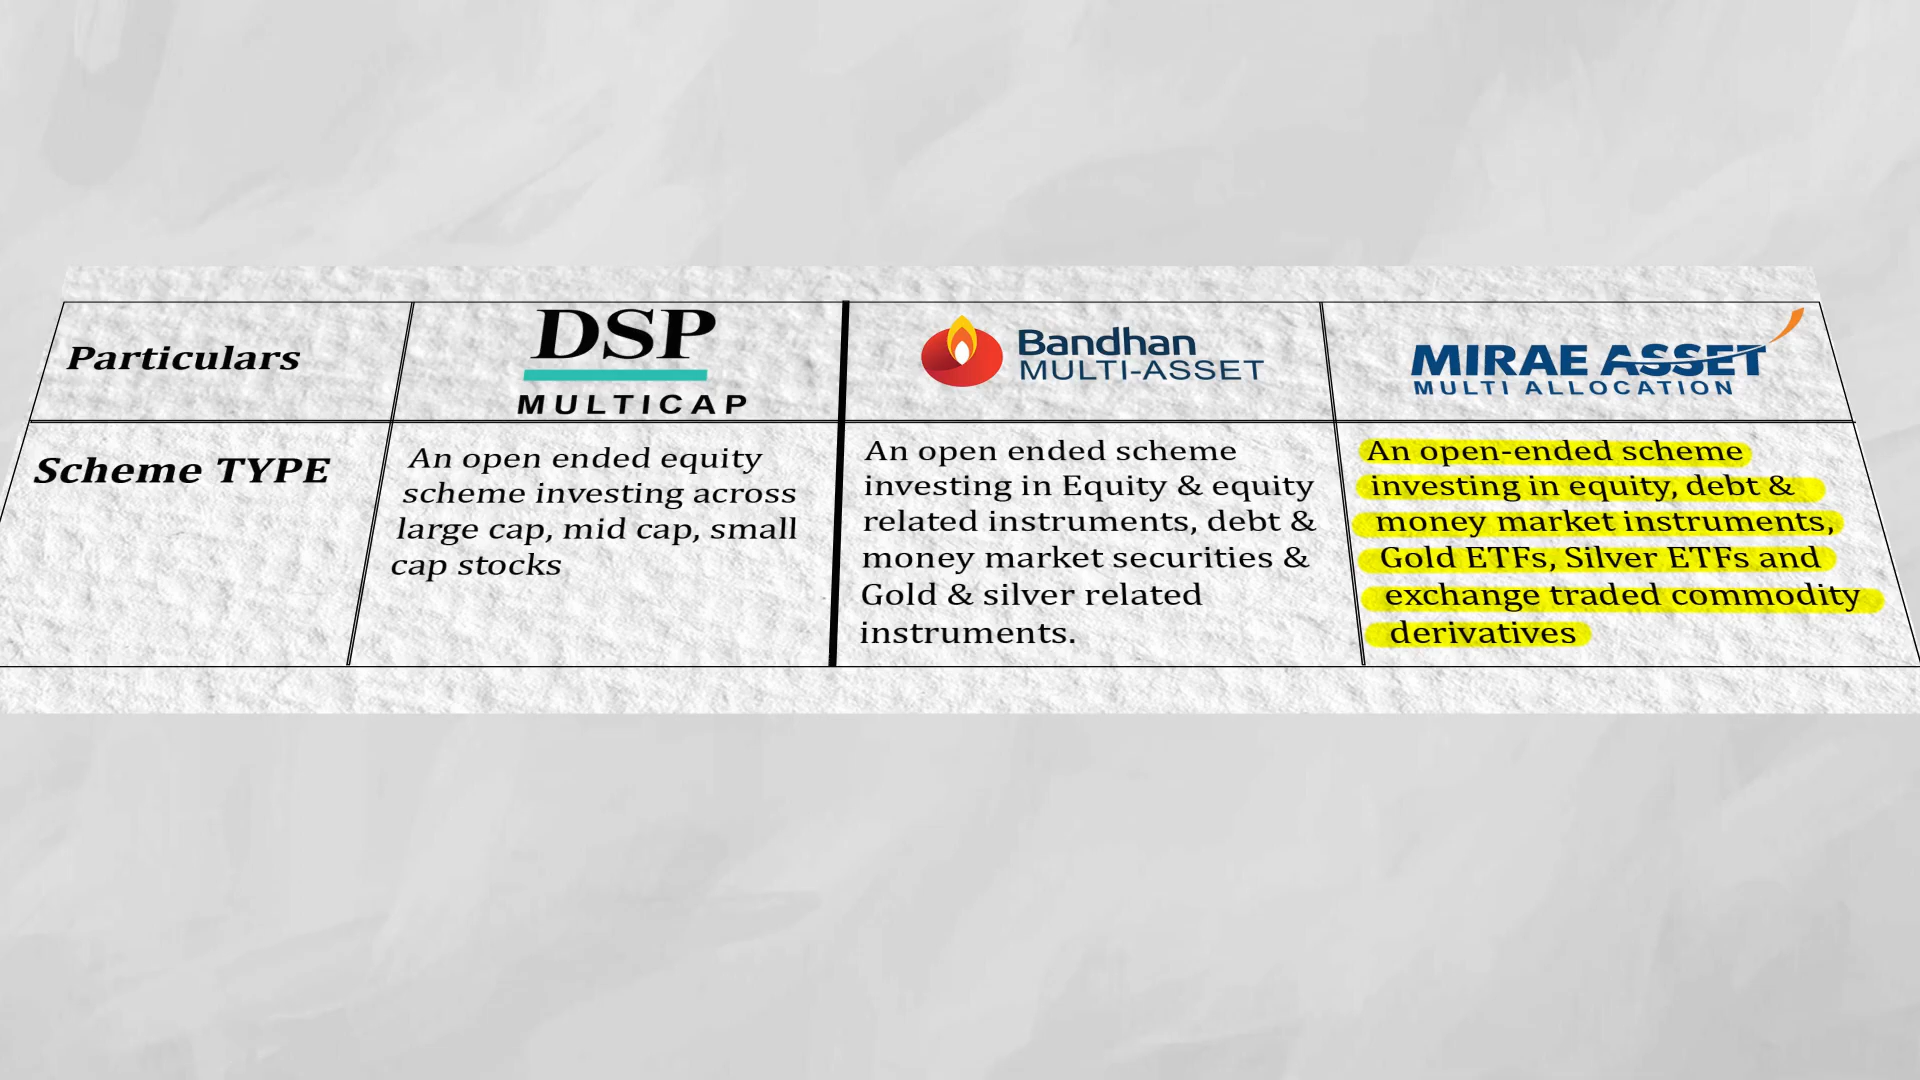 Particulars
DSP
MULTICAP
Bandhan
MULTI-ASSET
MIRAE ASSET
MULTI ALLOCATION
Scheme TYPE
An open ended equity
scheme investing across
large cap, mid cap, small
cap stocks
An open ended scheme
investing in Equity & equity
related instruments, debt &
money market securities &
Gold & silver related
instruments.
An open-ended scheme
investing in equity, debt &
money market instruments,
Gold ETFs, Silver ETFs and
exchange traded commodity
derivatives